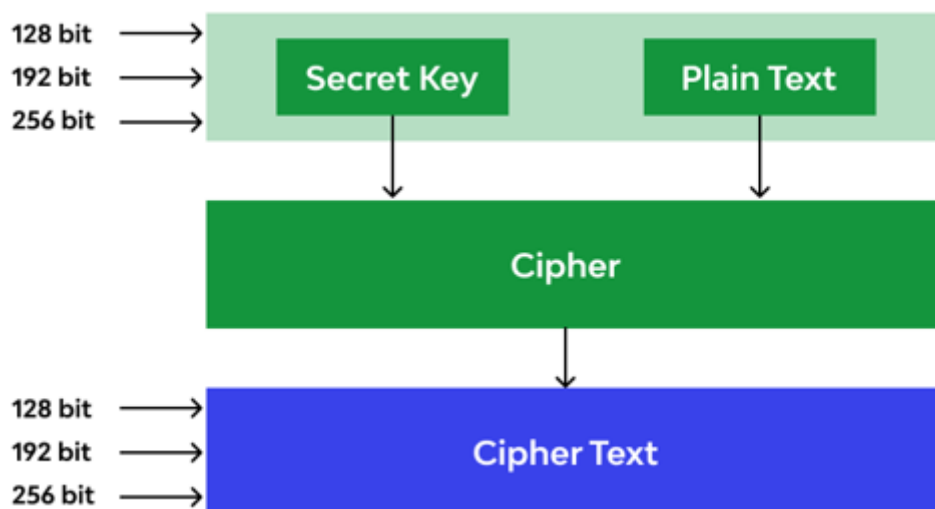 128 bit
192 bit
256 bit
Secret Key
Plain Text
Cipher
128 bit
192 bit
256 bit
Cipher Text